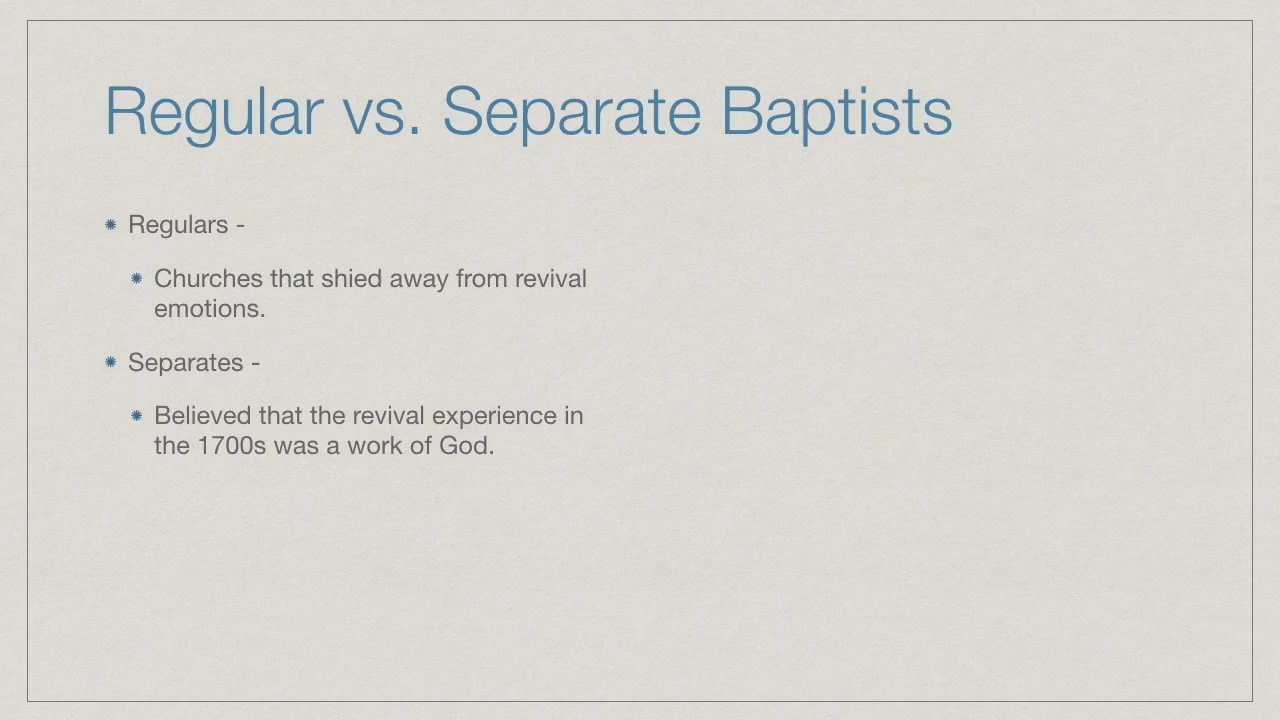 Regular vs. Separate Baptists
Regulars -
Churches that shied away from revival
emotions.
Separates -
Believed that the revival experience in
the 1700s was a work of God.